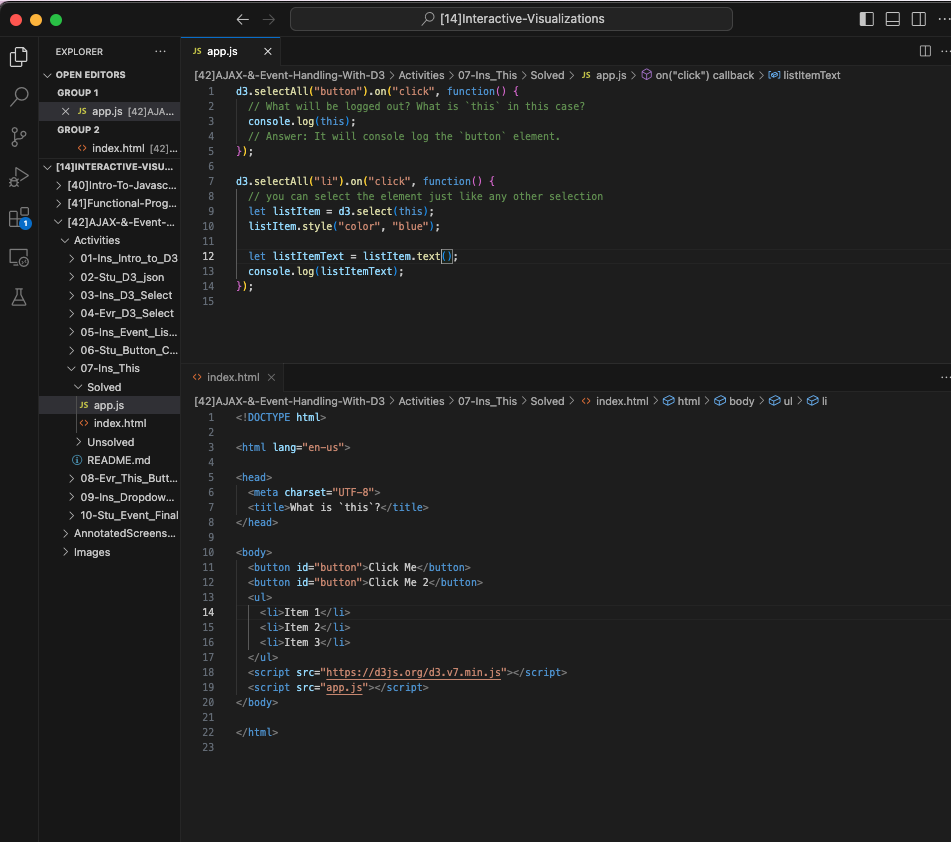 [14]Interactive-Visualizations
EXPLORER
OPEN EDITORS
GROUP 1
JS app.js [42]AJA...
GROUP 2
<> index.html [42]...
[14]INTERACTIVE-VISU...
[40]Intro-To-Javasc...
[41]Functional-Prog...
[42]AJAX-&-Event-...
Activities
01-Ins_Intro_to_D3
02-Stu_D3_json
03-Ins_D3_Select
04-Evr_D3_Select
05-Ins_Event_Lis...
06-Stu_Button_C...
07-Ins_This
Solved
JS app.js
<> index.html
Unsolved
README.md
08-Evr_This_Butt...
09-Ins_Dropdow...
10-Stu_Event_Final
AnnotatedScreens...
Images
1
JS app.js
[42]AJAX-&-Event-Handling-With-D3 > Activities > 07-Ins_This > Solved > JS app.js > on("click") callback > listItemText
1 d3.selectAll("button").on("click", function() {
2 // What will be logged out? What is `this` in this case?
3 console.log(this);
4 // Answer: It will console log the `button` element.
5 });
6
7 d3.selectAll("li").on("click", function() {
8 // you can select the element just like any other selection
9 let listItem = d3.select(this);
10 listItem.style("color", "blue");
11
12 let listItemText = listItem.text();
13 console.log(listItemText);
14 });
15
<> index.html
[42]AJAX-&-Event-Handling-With-D3 > Activities > 07-Ins_This > Solved > <> index.html > html > body > ul > li
1 <!DOCTYPE html>
2
3 <html lang="en-us">
4
5 <head>
6 <meta charset="UTF-8">
7 <title>What is `this`?</title>
8 </head>
9
10 <body>
11 <button id="button">Click Me</button>
12 <button id="button">Click Me 2</button>
13 <ul>
14 <li>Item 1</li>
15 <li>Item 2</li>
16 <li>Item 3</li>
17 </ul>
18 <script src="https://d3js.org/d3.v7.min.js"></script>
19 <script src="app.js"></script>
20 </body>
21
22 </html>
23